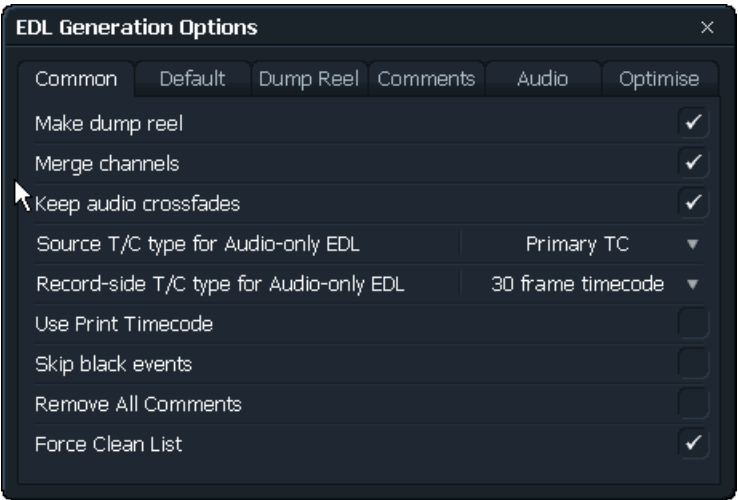 EDL Generation Options
Common Default Dump Reel Comments Audio Optimise
Make dump reel
Merge channels
Keep audio crossfades
Source T/C type for Audio-only EDL Primary TC
Record-side T/C type for Audio-only EDL 30 frame timecode
Use Print Timecode
Skip black events
Remove All Comments
Force Clean List